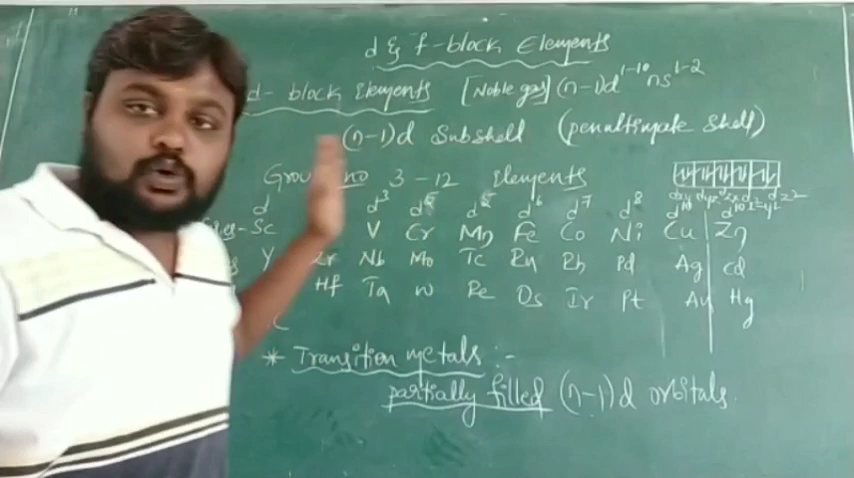 d & f-block Elements
d- block Elements [Noble gas] (n-1)d¹⁻¹⁰ ns¹⁻²
(n-1)d Subshell (penultimate shell)
Group no 3 - 12 Elements
d d³ d⁵ d⁵ d⁶ d⁷ d⁸ d¹⁰ d¹⁰
Sc V Cr Mn Fe Co Ni Cu Zn
Y Zr Nb Mo Tc Ru Rh Pd Ag Cd
Hf Ta W Re Os Ir Pt Au Hg
* Transition metals :-
partially filled (n-1)d orbitals.